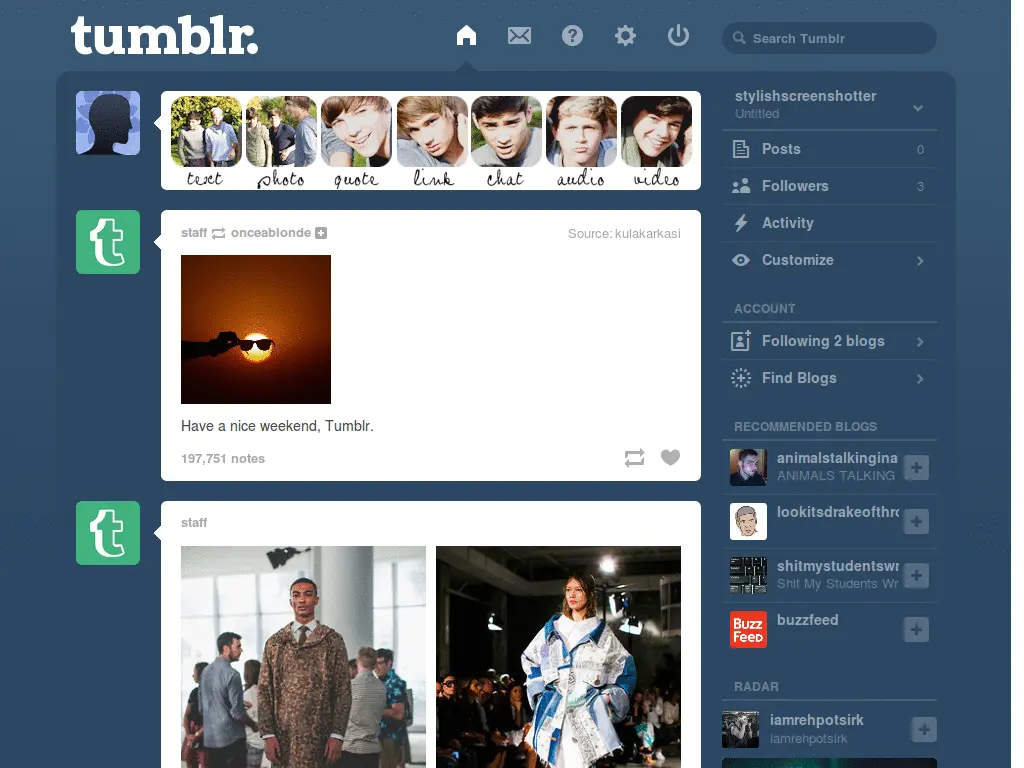 tumblr.
Search Tumblr
text photo quote link chat audio video
staff onceablonde
Source: kulakarkasi
Have a nice weekend, Tumblr.
197,751 notes
staff
stylishscreenshotter
Untitled
Posts 0
Followers 3
Activity
Customize
ACCOUNT
Following 2 blogs
Find Blogs
RECOMMENDED BLOGS
animalstalkingina
ANIMALS TALKING
lookitsdrakeofthro
shitmystudentswr
Shit My Students Wr
Buzz
Feed
buzzfeed
RADAR
iamrehpotsirk
iamrehpotsirk